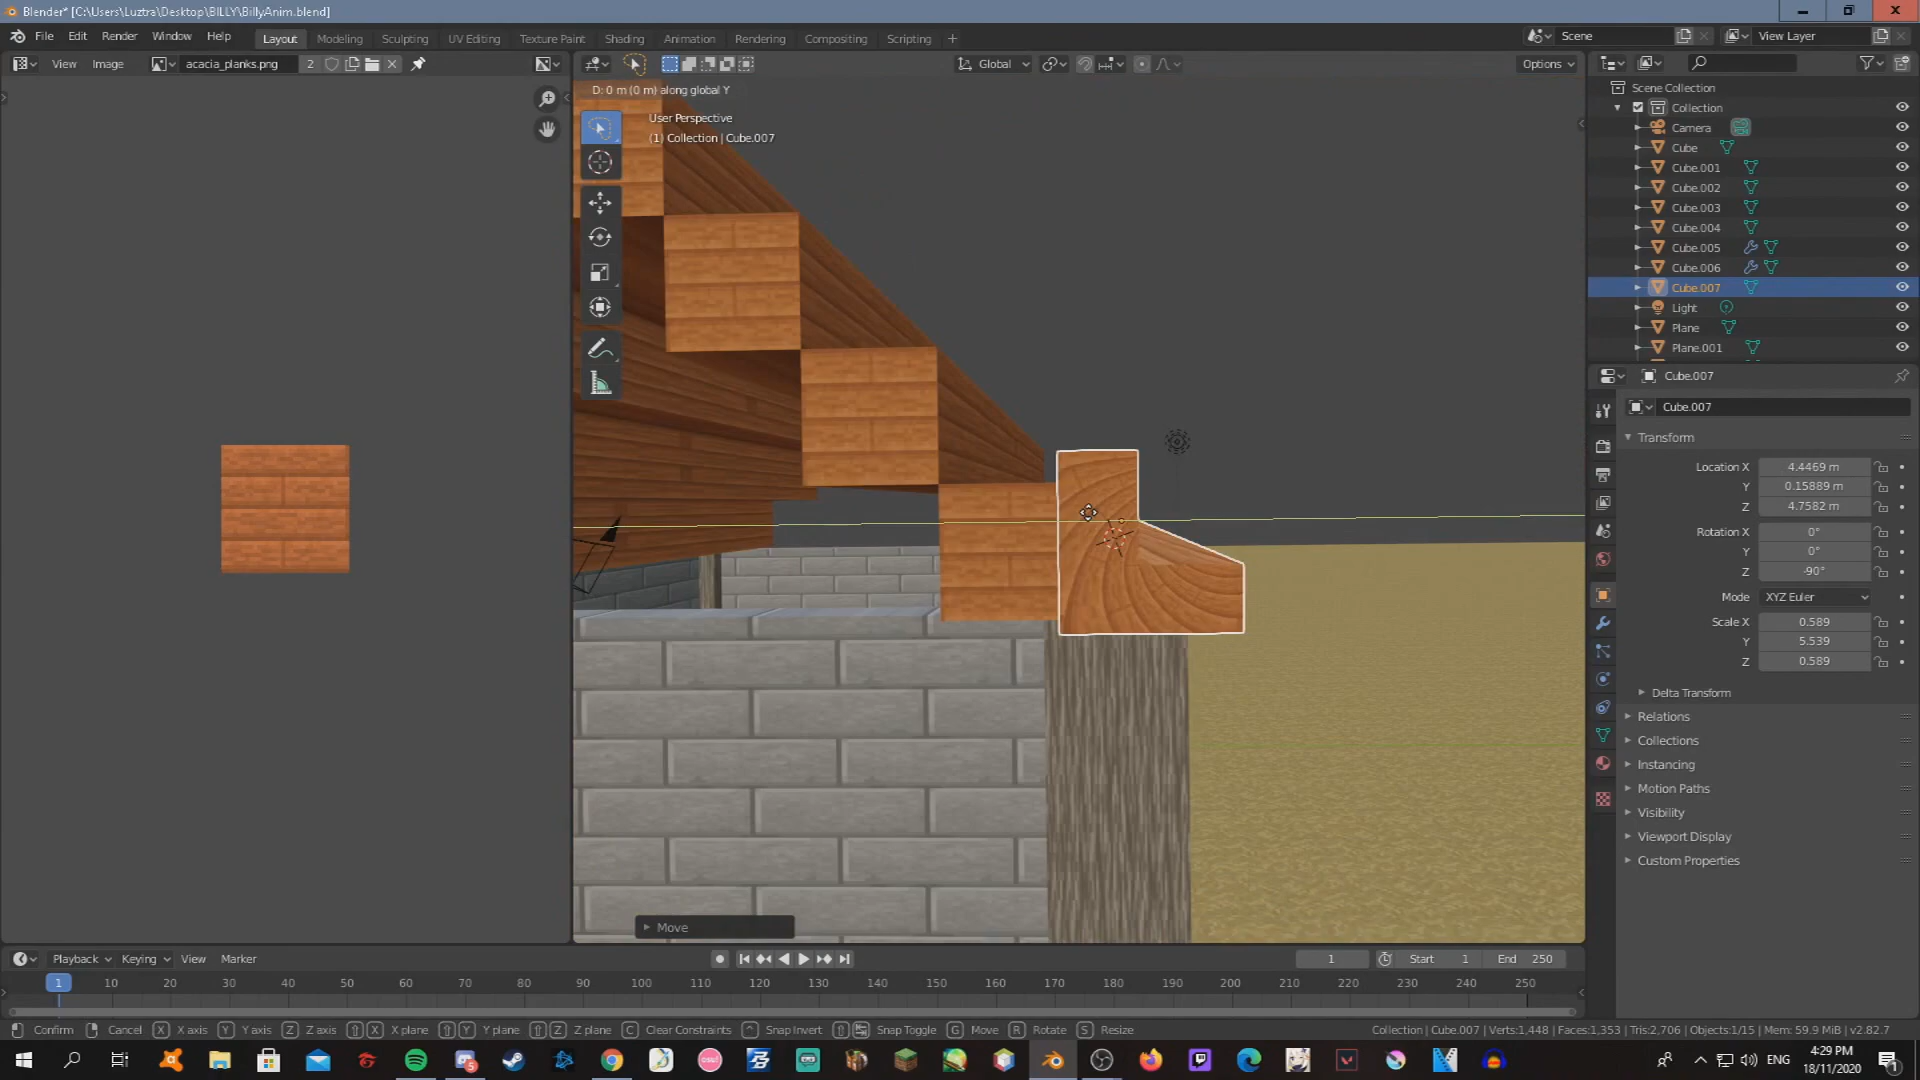 Blender* [C:\Users\Luztra\Desktop\BILLY\BillyAnim.blend]
File Edit Render Window Help Layout Modeling Sculpting UV Editing Texture Paint Shading Animation Rendering Compositing Scripting + Scene View Layer
View Image acacia_planks.png 2 Global Options
D: 0 m (0 m) along global Y
User Perspective
(1) Collection | Cube.007
Scene Collection
Collection
Camera
Cube
Cube.001
Cube.002
Cube.003
Cube.004
Cube.005
Cube.006
Cube.007
Light
Plane
Plane.001
Cube.007
Cube.007
Transform
Location X 4.4469 m
Y 0.15889 m
Z 4.7582 m
Rotation X 0°
Y 0°
Z -90°
Mode XYZ Euler
Scale X 0.589
Y 5.539
Z 0.589
Delta Transform
Relations
Collections
Instancing
Motion Paths
Visibility
Viewport Display
Custom Properties
Move
Playback Keying View Marker 1 Start 1 End 250
1 10 20 30 40 50 60 70 80 90 100 110 120 130 140 150 160 170 180 190 200 210 220 230 240 250
Confirm Cancel X X axis Y Y axis Z Z axis X X plane Y Y plane Z Z plane C Clear Constraints ^ Snap Invert Snap Toggle G Move R Rotate S Resize Collection | Cube.007 | Verts:1,448 | Faces:1,353 | Tris:2,706 | Objects:1/15 | Mem: 59.9 MiB | v2.82.7
ENG
4:29 PM
18/11/2020